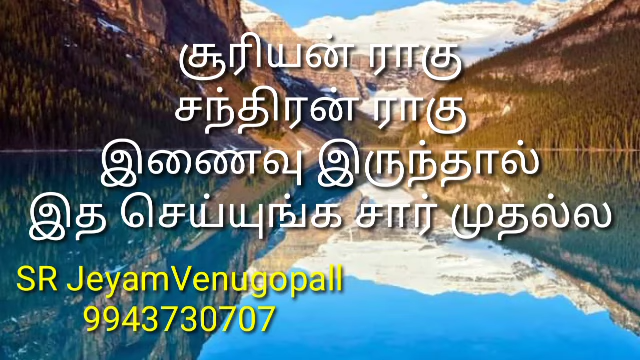 சூரியன் ராகு
சந்திரன் ராகு
இணைவு இருந்தால்
இத செய்யுங்க சார் முதல்ல
SR JeyamVenugopall
9943730707